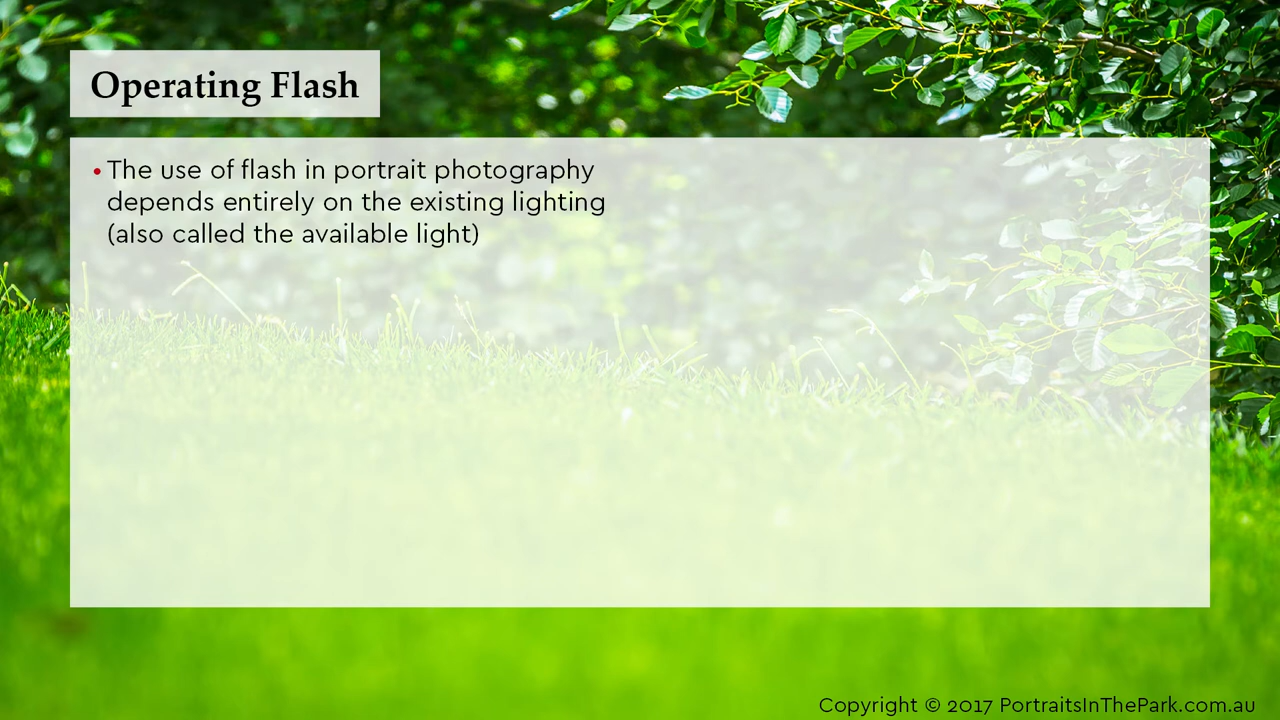 Operating Flash
• The use of flash in portrait photography
depends entirely on the existing lighting
(also called the available light)
Copyright © 2017 PortraitsInThePark.com.au